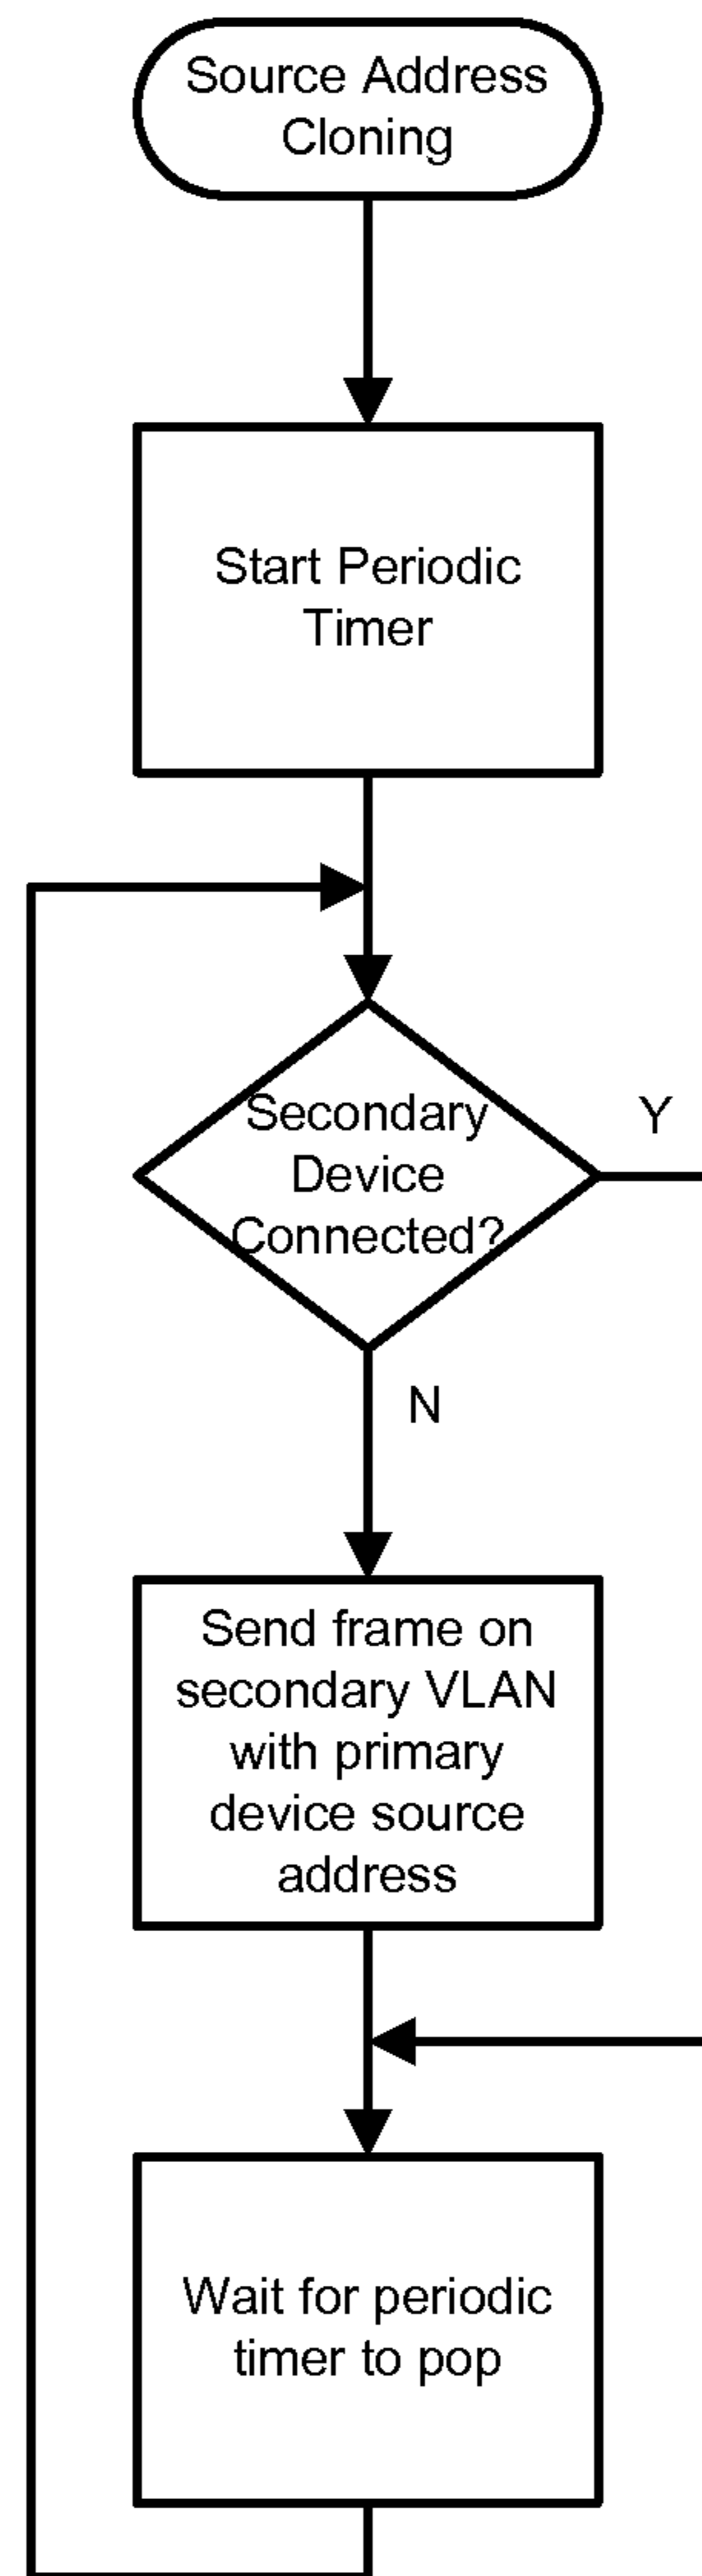 Source Address
Cloning
Start Periodic
Timer
Secondary
Device
Connected?
Y
N
Send frame on
secondary VLAN
with primary
device source
address
Wait for periodic
timer to pop